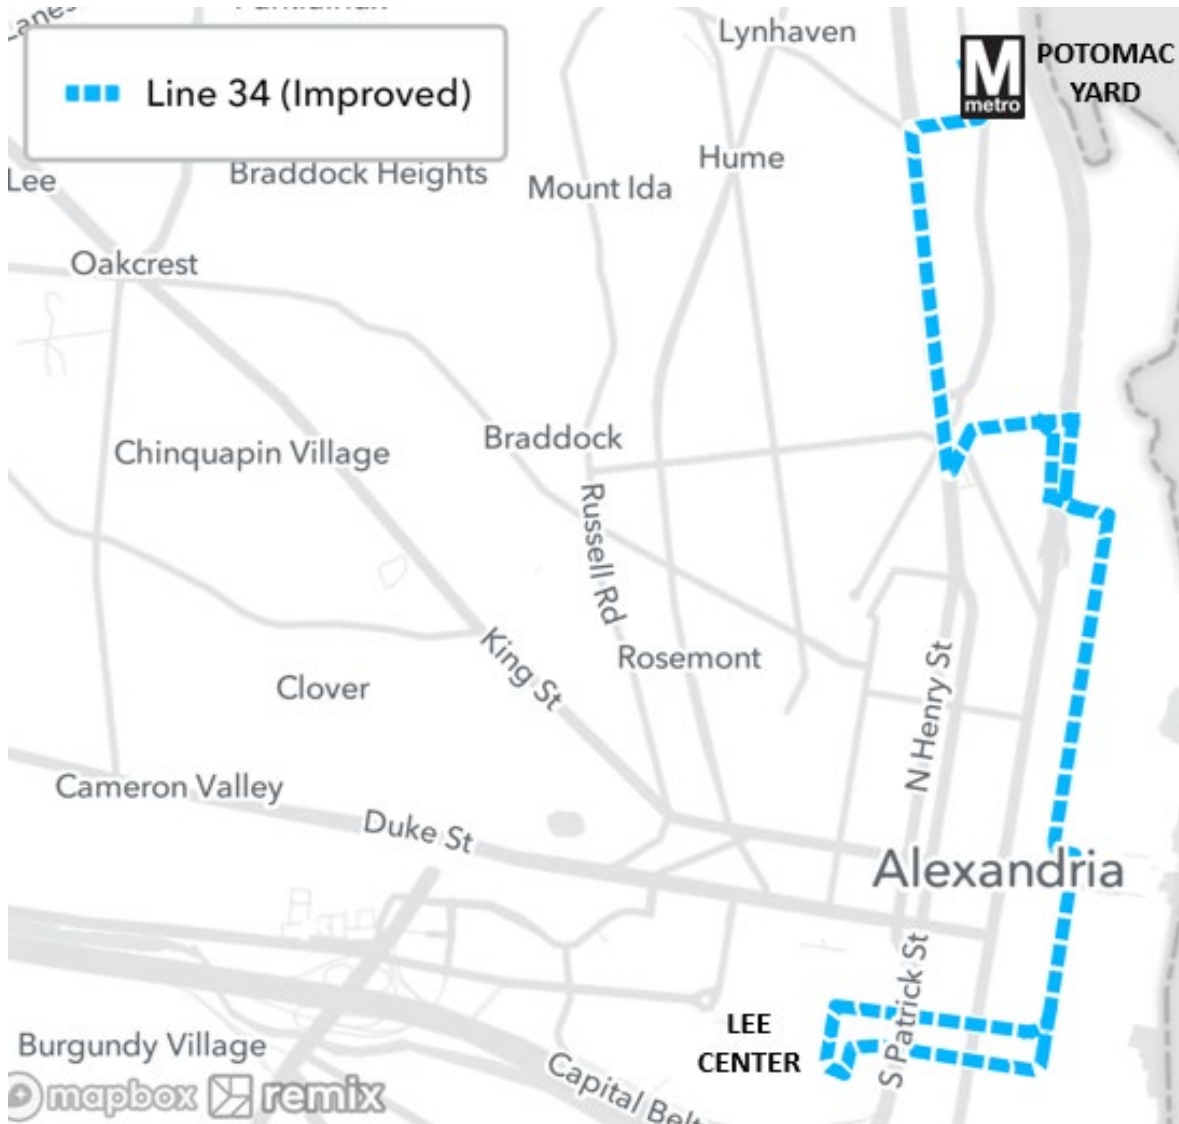 Lynhaven
M
metro
POTOMAC
YARD
Line 34 (Improved)
Lee
Braddock Heights
Mount Ida
Hume
Oakcrest
Chinquapin Village
Braddock
Russell Rd
King St
Rosemont
Clover
N Henry St
Cameron Valley
Duke St
Alexandria
S Patrick St
LEE
CENTER
Burgundy Village
Capital Belt
mapbox
remix